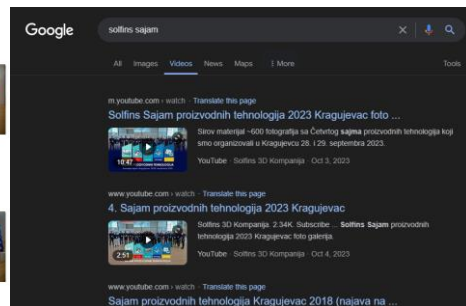 Google
solfins sajam
All Images Videos News Maps More Tools
m.youtube.com › watch · Translate this page
Solfins Sajam proizvodnih tehnologija 2023 Kragujevac foto ...
Sirov materijal ~600 fotografija sa Četvrtog sajma proizvodnih tehnologija koji
smo organizovali u Kragujevcu 28. i 29. septembra 2023.
10:47
YouTube · Solfins 3D Kompanija · Oct 3, 2023
www.youtube.com › watch · Translate this page
4. Sajam proizvodnih tehnologija 2023 Kragujevac
Solfins 3D Kompanija. 2.34K. Subscribe ... Solfins Sajam proizvodnih
tehnologija 2023 Kragujevac foto galerija.
2:51
YouTube · Solfins 3D Kompanija · Oct 4, 2023
www.youtube.com › watch · Translate this page
Sajam proizvodnih tehnologija Kragujevac 2018 (najava na ...